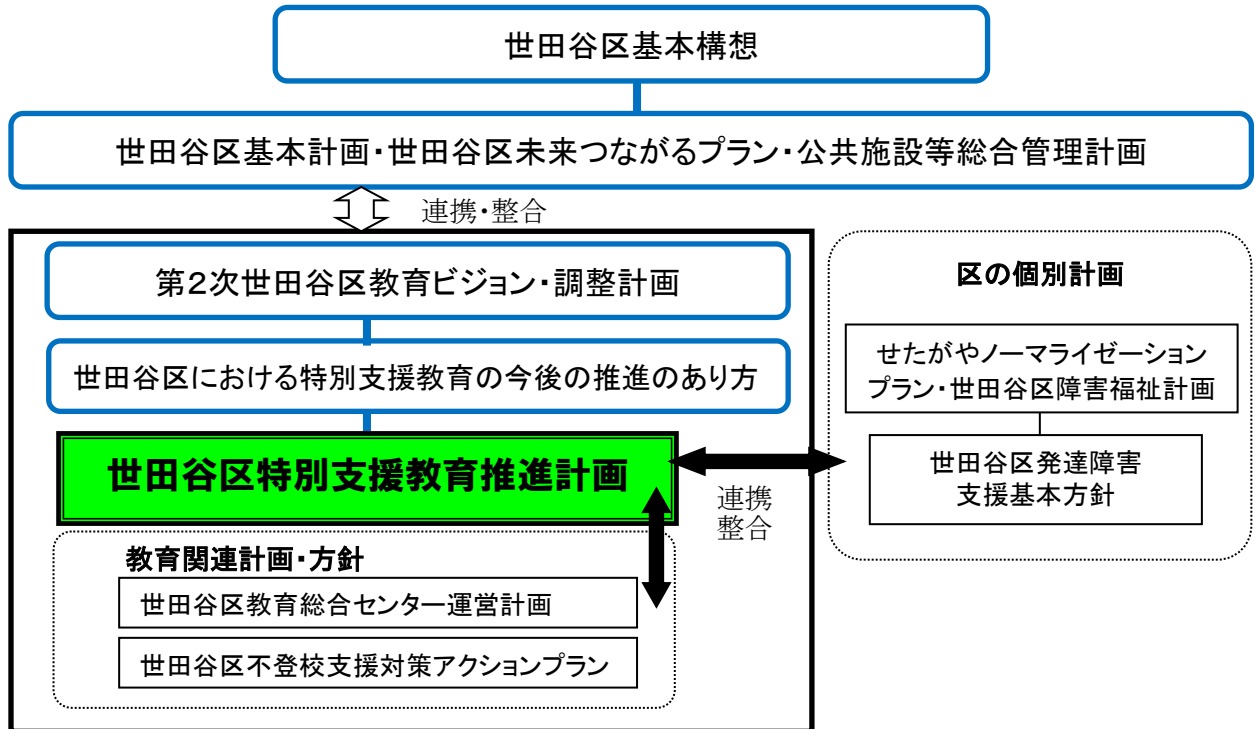 世田谷区基本構想
世田谷区基本計画・世田谷区未来つながるプラン・公共施設等総合管理計画
連携・整合
第2次世田谷区教育ビジョン・調整計画
世田谷区における特別支援教育の今後の推進のあり方
世田谷区特別支援教育推進計画
連携
整合
教育関連計画・方針
世田谷区教育総合センター運営計画
世田谷区不登校支援対策アクションプラン
区の個別計画
せたがやノーマライゼーション
プラン・世田谷区障害福祉計画
世田谷区発達障害
支援基本方針